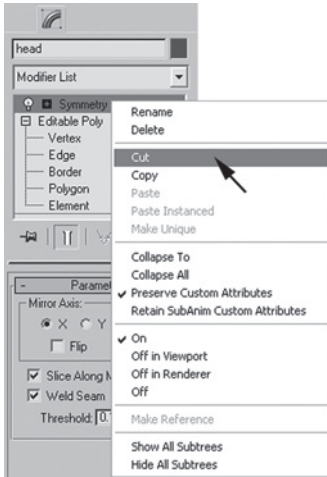 head
Modifier List
Symmetry
Editable Poly
Vertex
Edge
Border
Polygon
Element
Rename
Delete
Cut
Copy
Paste
Paste Instanced
Make Unique
Collapse To
Collapse All
Preserve Custom Attributes
Retain SubAnim Custom Attributes
On
Off in Viewport
Off in Renderer
Off
Make Reference
Show All Subtrees
Hide All Subtrees
- Paramet
Mirror Axis:
X Y
Flip
Slice Along M
Weld Seam
Threshold: 0.